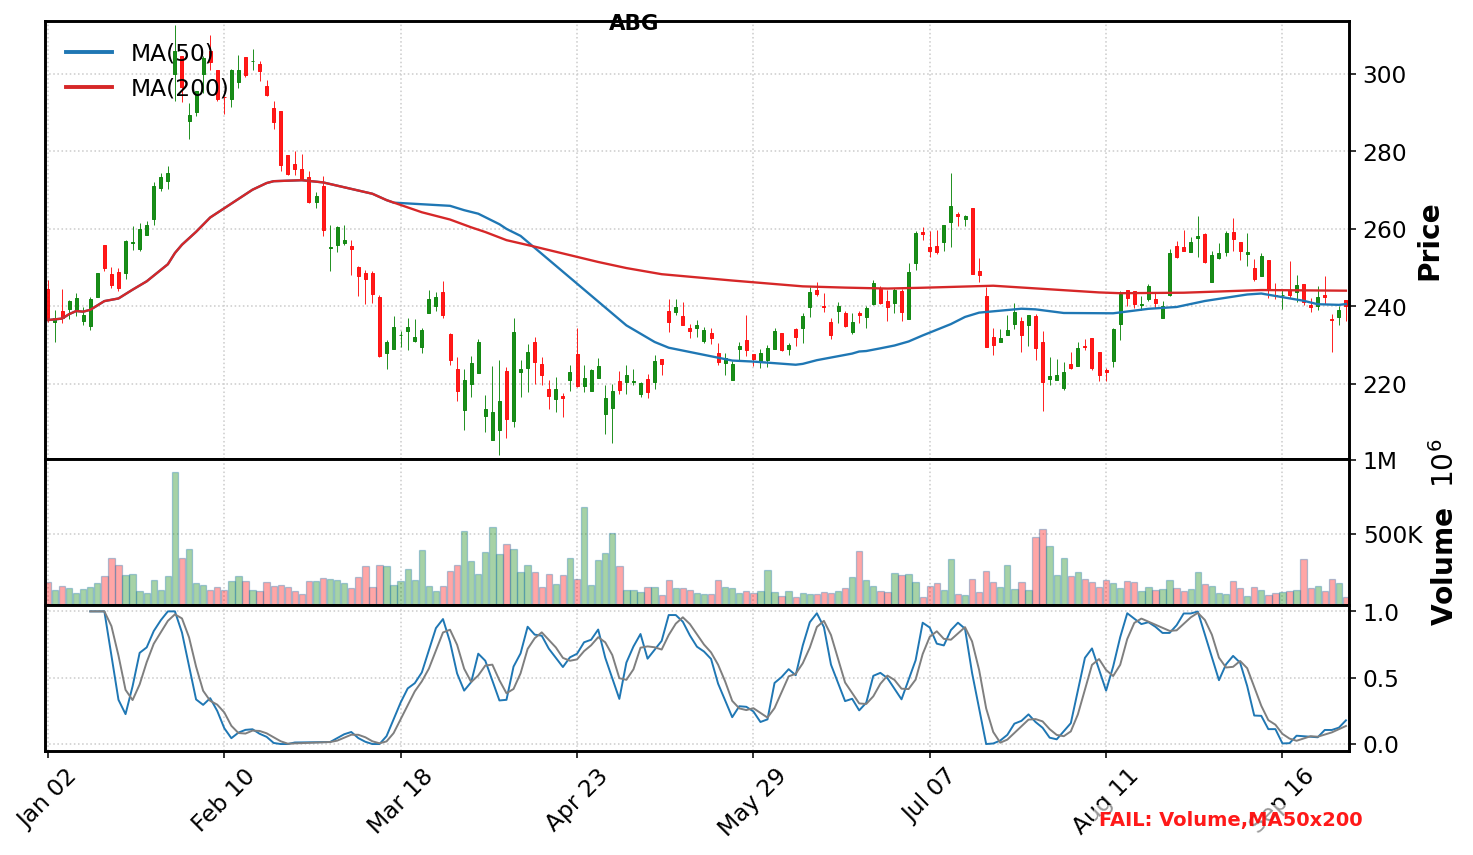 ABG
MA(50)
MA(200)
300
280
260
240
220
Price
1M
500K
Volume 10⁶
1.0
0.5
0.0
Jan 02
Feb 10
Mar 18
Apr 23
May 29
Jul 07
Aug 11
Sep 16
FAIL: Volume,MA50x200